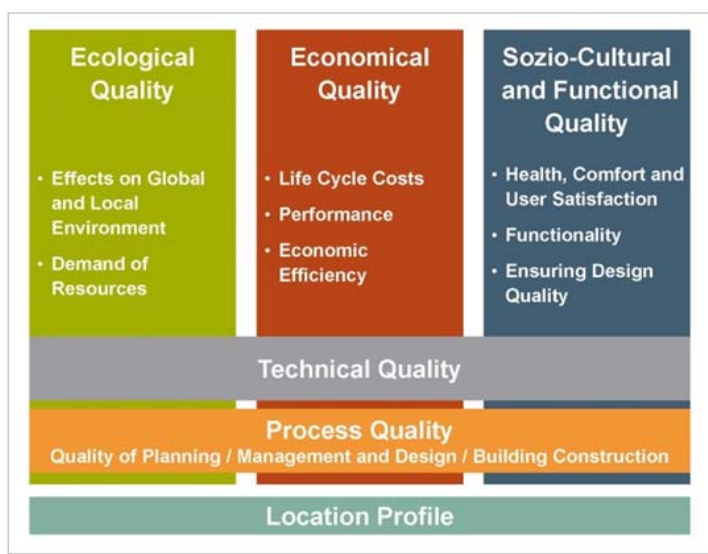 Ecological
Quality
• Effects on Global
and Local
Environment
• Demand of
Resources
Economical
Quality
• Life Cycle Costs
• Performance
• Economic
Efficiency
Sozio-Cultural
and Functional
Quality
• Health, Comfort and
User Satisfaction
• Functionality
• Ensuring Design
Quality
Technical Quality
Process Quality
Quality of Planning / Management and Design / Building Construction
Location Profile